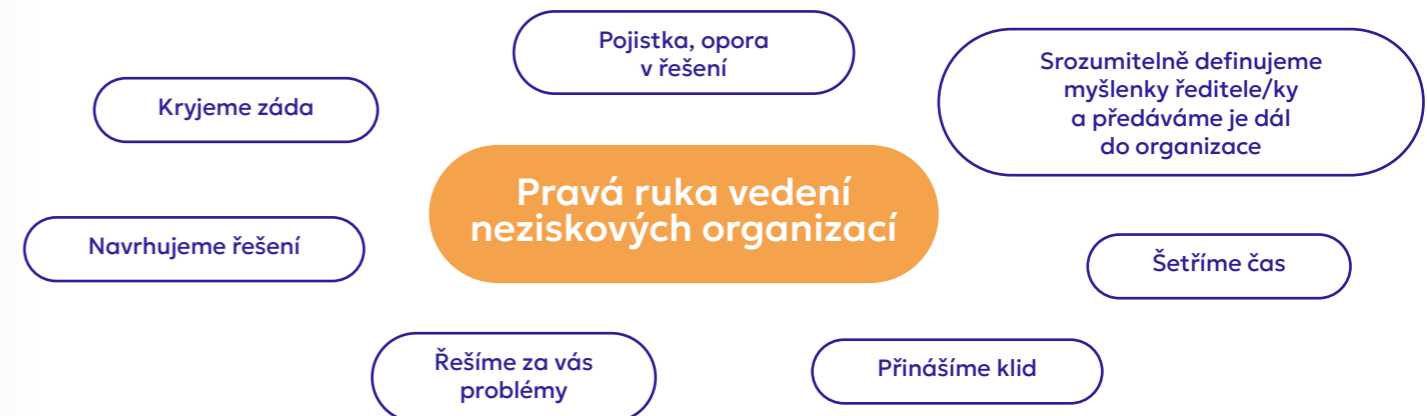 Pojistka, opora
v řešení
Srozumitelně definujeme
myšlenky ředitele/ky
a předáváme je dál
do organizace
Kryjeme záda
Pravá ruka vedení
neziskových organizací
Navrhujeme řešení
Šetříme čas
Řešíme za vás
problémy
Přinášíme klid